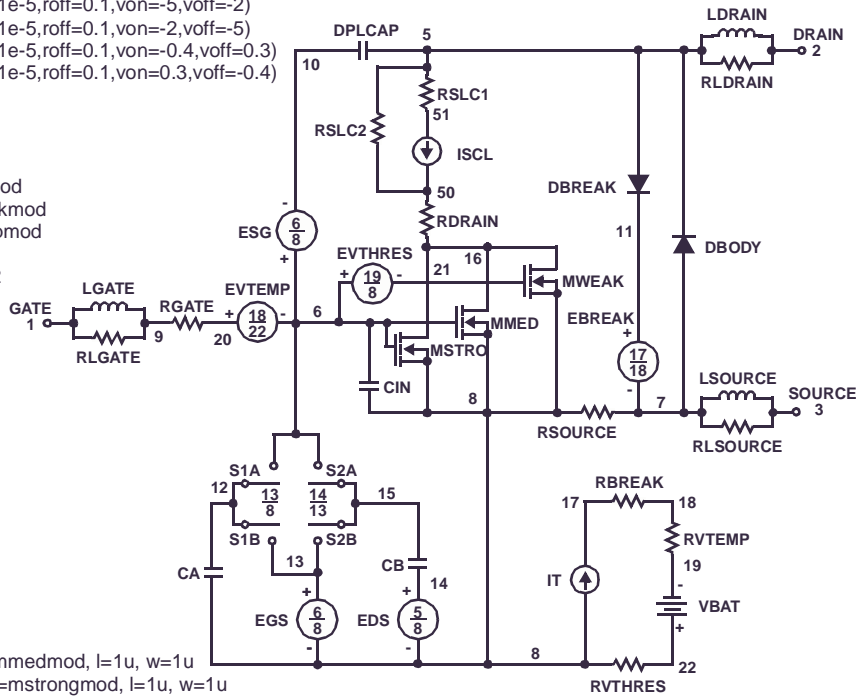 1e-5,roff=0.1,von=-5,voff=-2)
1e-5,roff=0.1,von=-2,voff=-5)
1e-5,roff=0.1,von=-0.4,voff=0.3)
1e-5,roff=0.1,von=0.3,voff=-0.4)
LDRAIN
DPLCAP 5 DRAIN
10 2
RLDRAIN
RSLC1
51
RSLC2
ISCL
50
od
kmod
omod
DBREAK
RDRAIN
-
6
8
ESG
+
11
DBODY
EVTHRES 16
+ 19 - 21
8
MWEAK
LGATE EVTEMP
GATE RGATE + 18 - 6
1 22
MMED
EBREAK
+
9 20
RLGATE
MSTRO
17
18
-
LSOURCE
CIN
8 7 SOURCE
3
RSOURCE
RLSOURCE
S1A S2A
12 13 14 15
8 13
S1B S2B
RBREAK
17 18
RVTEMP
13
CA CB
+ + 14
IT
19
-
VBAT
+
EGS 6 EDS 5
8 8
- -
8 22
RVTHRES
mmedmod, l=1u, w=1u
=mstrongmod, l=1u, w=1u